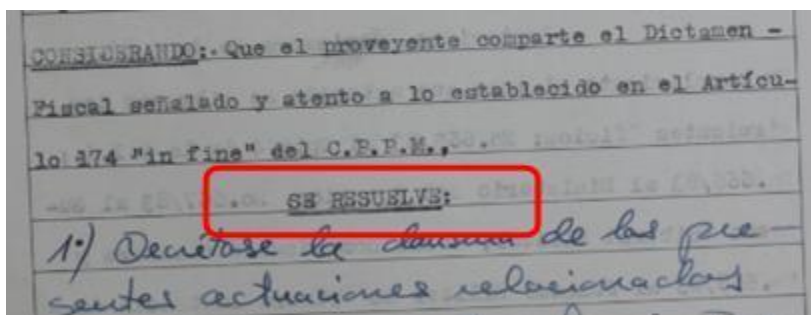 CONSIDERANDO:. Que el proveyente comparte el Dictamen -
Fiscal señalado y atento a lo establecido en el Artícu-
lo 174 "in fine" del C.P.P.M.,
SE RESUELVE:
1º) Decrétase la clausura de las pre-
sentes actuaciones relacionadas